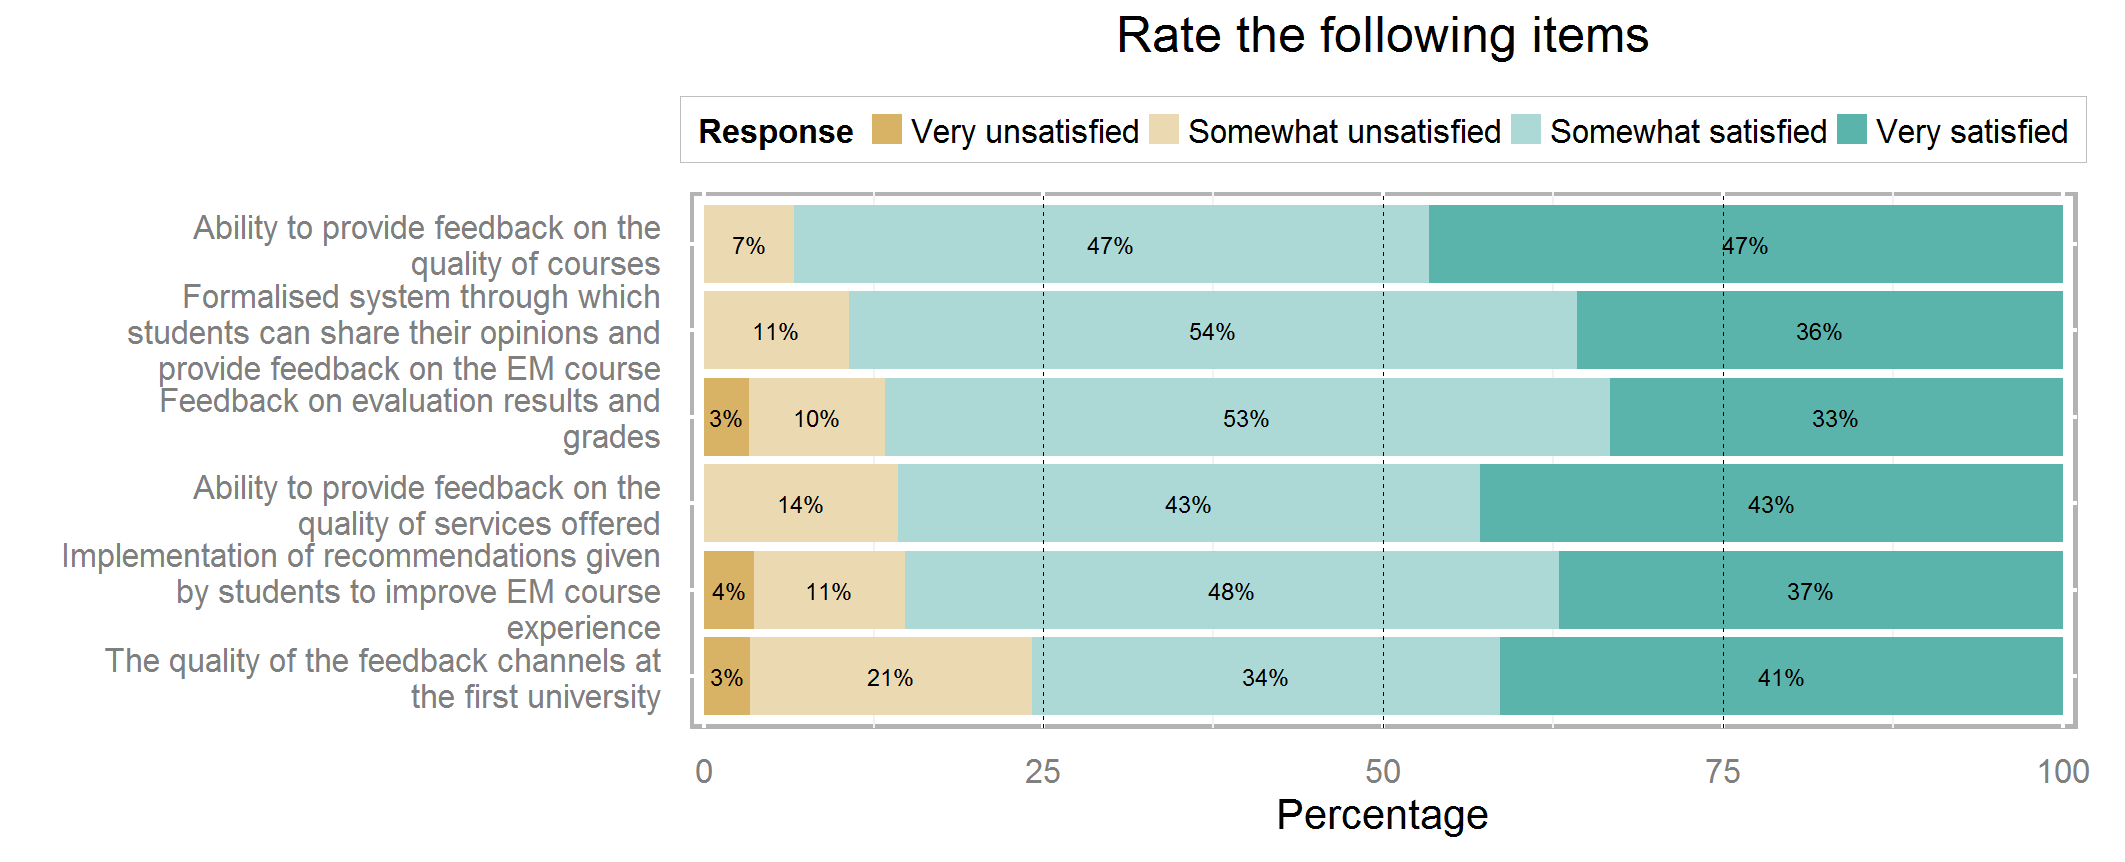 Rate the following items
Response Very unsatisfied Somewhat unsatisfied Somewhat satisfied Very satisfied
Ability to provide feedback on the
quality of courses
7% 47% 47%
Formalised system through which
students can share their opinions and
provide feedback on the EM course
11% 54% 36%
Feedback on evaluation results and
grades
3% 10% 53% 33%
Ability to provide feedback on the
quality of services offered
14% 43% 43%
Implementation of recommendations given
by students to improve EM course
experience
4% 11% 48% 37%
The quality of the feedback channels at
the first university
3% 21% 34% 41%
0 25 50 75 100
Percentage